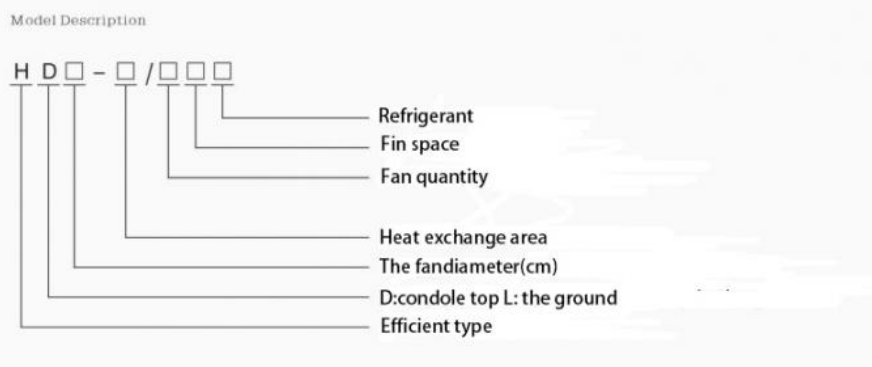 Model Description
H D □ - □ / □ □ □
Refrigerant
Fin space
Fan quantity
Heat exchange area
The fandiameter(cm)
D:condole top L: the ground
Efficient type